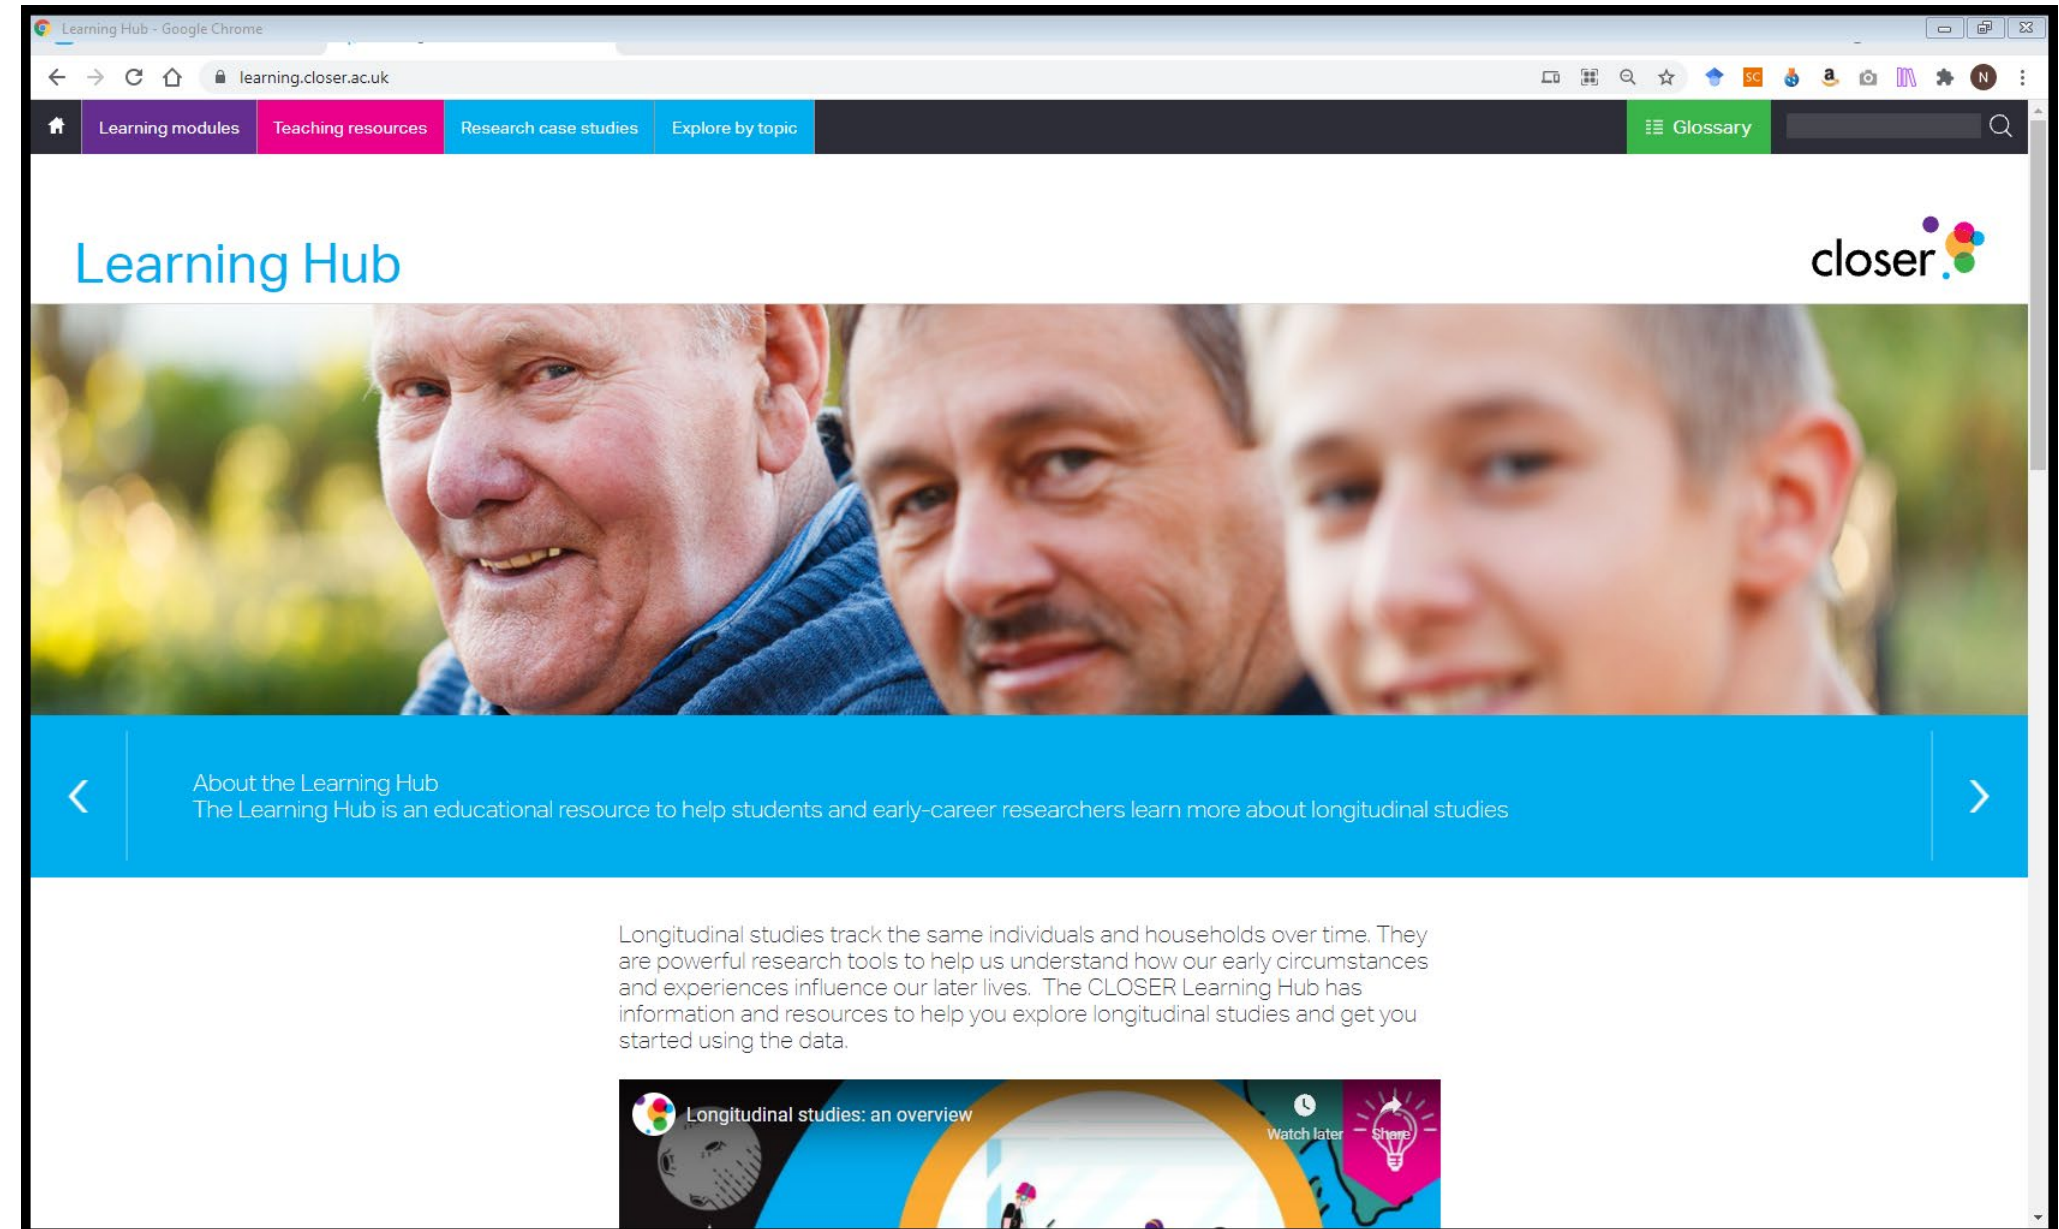 Learning Hub - Google Chrome
learning.closer.ac.uk
SC
a
N
Learning modules
Teaching resources
Research case studies
Explore by topic
Glossary
Learning Hub
closer
About the Learning Hub
The Learning Hub is an educational resource to help students and early-career researchers learn more about longitudinal studies
Longitudinal studies track the same individuals and households over time. They
are powerful research tools to help us understand how our early circumstances
and experiences influence our later lives. The CLOSER Learning Hub has
information and resources to help you explore longitudinal studies and get you
started using the data.
Longitudinal studies: an overview
Watch later
Share